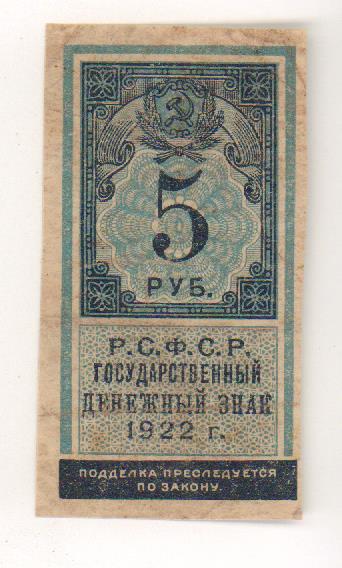 5
РУБ.
Р.С.Ф.С.Р.
ГОСУДАРСТВЕННЫЙ
ДЕНЕЖНЫЙ ЗНАК
1922 г.
ПОДДЕЛКА ПРЕСЛЕДУЕТСЯ
ПО ЗАКОНУ.